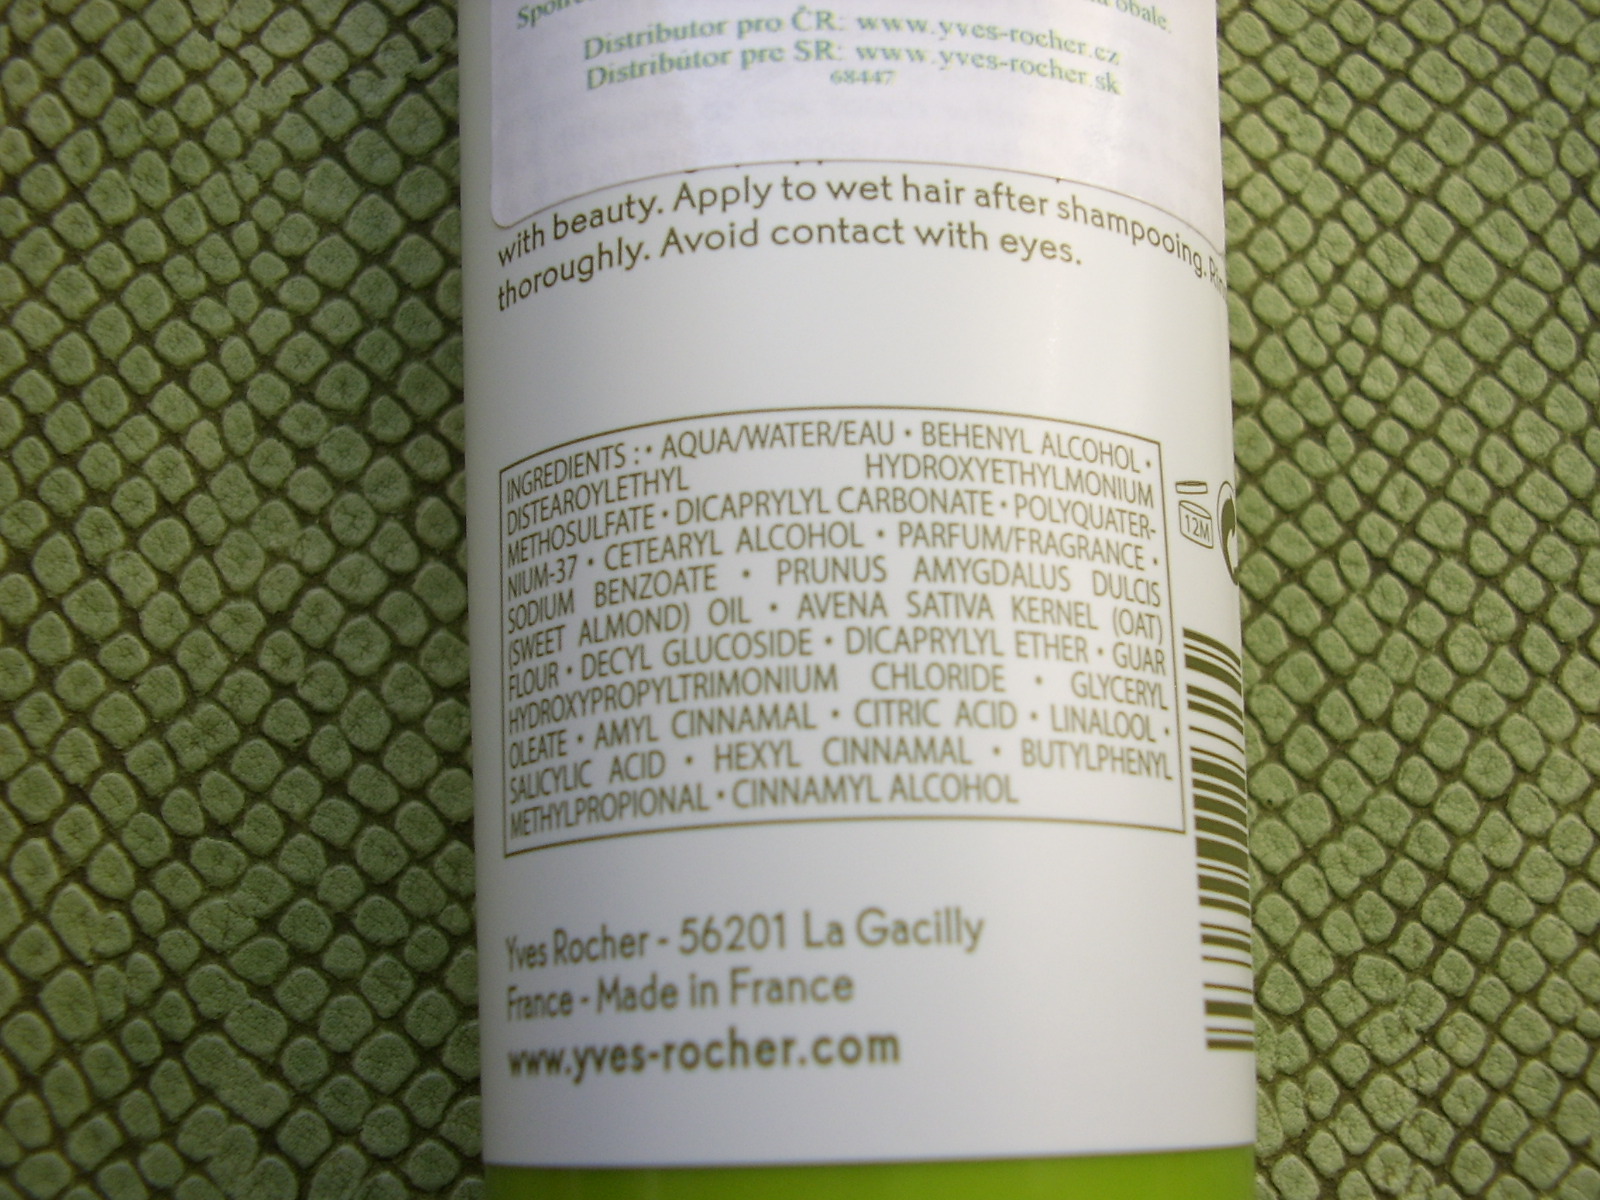 Distributor pro ČR: www.yves-rocher.cz
Distribútor pre SR: www.yves-rocher.sk
68447
with beauty. Apply to wet hair after shampooing.
thoroughly. Avoid contact with eyes.
INGREDIENTS : • AQUA/WATER/EAU • BEHENYL ALCOHOL •
DISTEAROYLETHYL HYDROXYETHYLMONIUM
METHOSULFATE • DICAPRYLYL CARBONATE • POLYQUATER-
NIUM-37 • CETEARYL ALCOHOL • PARFUM/FRAGRANCE •
SODIUM BENZOATE • PRUNUS AMYGDALUS DULCIS
(SWEET ALMOND) OIL • AVENA SATIVA KERNEL (OAT)
FLOUR • DECYL GLUCOSIDE • DICAPRYLYL ETHER • GUAR
HYDROXYPROPYLTRIMONIUM CHLORIDE • GLYCERYL
OLEATE • AMYL CINNAMAL • CITRIC ACID • LINALOOL •
SALICYLIC ACID • HEXYL CINNAMAL • BUTYLPHENYL
METHYLPROPIONAL • CINNAMYL ALCOHOL
12M
Yves Rocher - 56201 La Gacilly
France - Made in France
www.yves-rocher.com